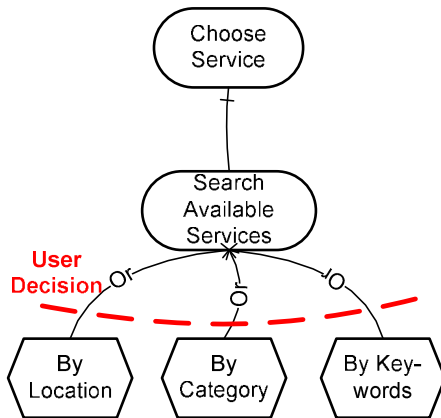 Choose
Service
Search
Available
Services
User
Decision
Or
Or
Or
By
Location
By
Category
By Key-
words